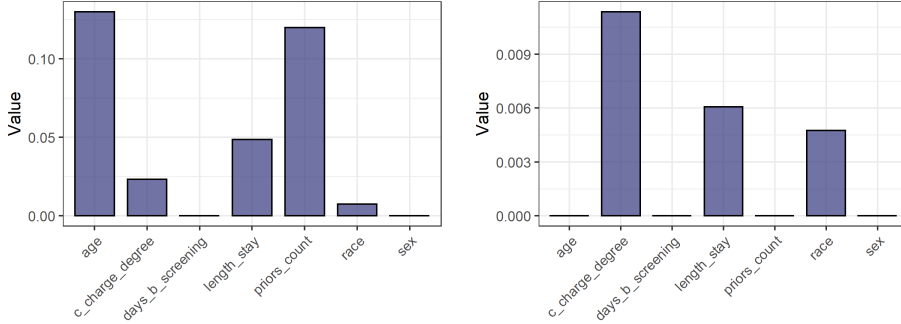 Value
0.10
0.05
0.00
age
c_charge_degree
days_b_screening
length_stay
priors_count
race
sex
Value
0.009
0.006
0.003
0.000
age
c_charge_degree
days_b_screening
length_stay
priors_count
race
sex